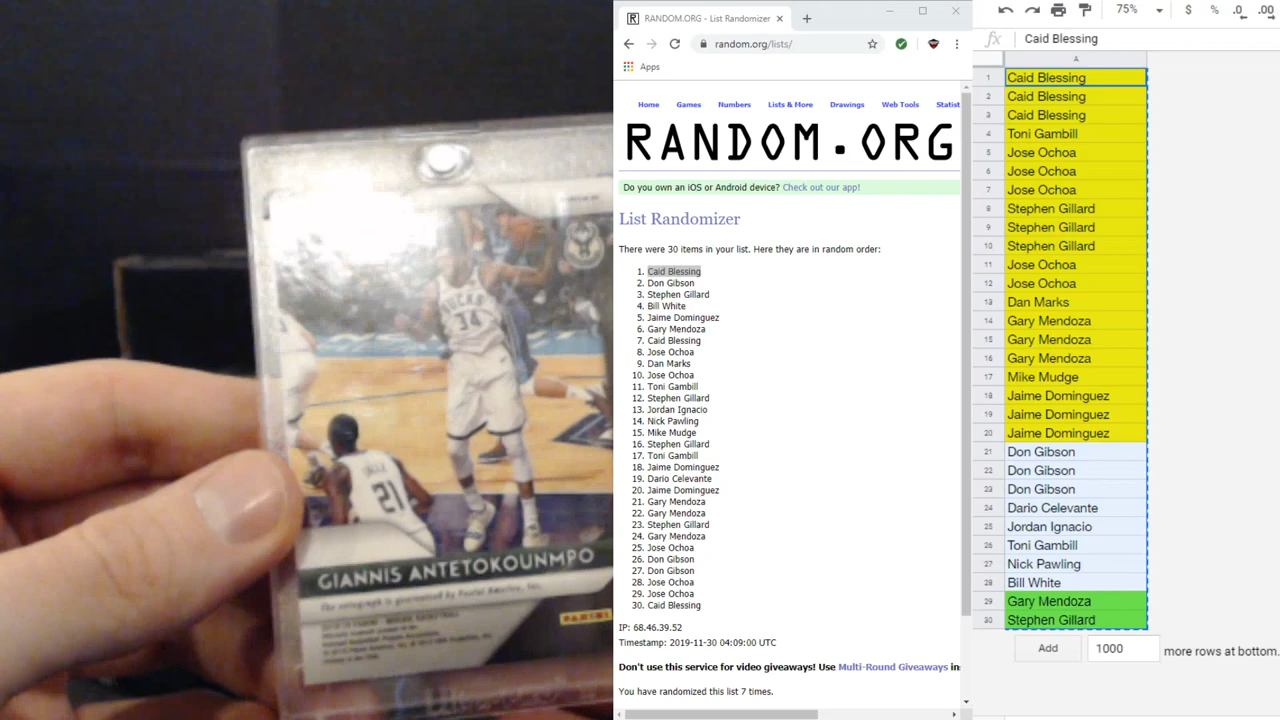 34
21
GIANNIS ANTETOKOUNMPO
The autograph is guaranteed by Panini America, Inc.
PANINI
RANDOM.ORG - List Randomizer
random.org/lists/
Apps
Home Games Numbers Lists & More Drawings Web Tools Statist
RANDOM.ORG
Do you own an iOS or Android device? Check out our app!
List Randomizer
There were 30 items in your list. Here they are in random order:
1. Caid Blessing
2. Don Gibson
3. Stephen Gillard
4. Bill White
5. Jaime Dominguez
6. Gary Mendoza
7. Caid Blessing
8. Jose Ochoa
9. Dan Marks
10. Jose Ochoa
11. Toni Gambill
12. Stephen Gillard
13. Jordan Ignacio
14. Nick Pawling
15. Mike Mudge
16. Stephen Gillard
17. Toni Gambill
18. Jaime Dominguez
19. Dario Celevante
20. Jaime Dominguez
21. Gary Mendoza
22. Gary Mendoza
23. Stephen Gillard
24. Gary Mendoza
25. Jose Ochoa
26. Don Gibson
27. Don Gibson
28. Jose Ochoa
29. Jose Ochoa
30. Caid Blessing
IP: 68.46.39.52
Timestamp: 2019-11-30 04:09:00 UTC
Don't use this service for video giveaways! Use Multi-Round Giveaways in
You have randomized this list 7 times.
75% $ % .0 .00
fx Caid Blessing
A
1 Caid Blessing
2 Caid Blessing
3 Caid Blessing
4 Toni Gambill
5 Jose Ochoa
6 Jose Ochoa
7 Jose Ochoa
8 Stephen Gillard
9 Stephen Gillard
10 Stephen Gillard
11 Jose Ochoa
12 Jose Ochoa
13 Dan Marks
14 Gary Mendoza
15 Gary Mendoza
16 Gary Mendoza
17 Mike Mudge
18 Jaime Dominguez
19 Jaime Dominguez
20 Jaime Dominguez
21 Don Gibson
22 Don Gibson
23 Don Gibson
24 Dario Celevante
25 Jordan Ignacio
26 Toni Gambill
27 Nick Pawling
28 Bill White
29 Gary Mendoza
30 Stephen Gillard
Add 1000 more rows at bottom.